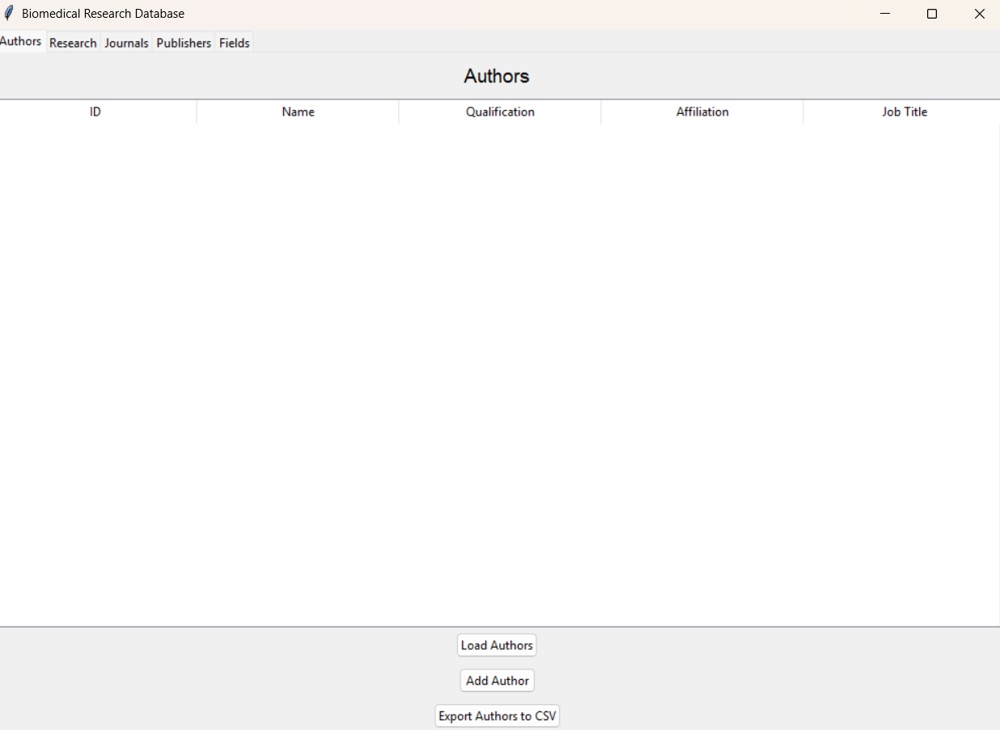 Biomedical Research Database
Authors Research Journals Publishers Fields
Authors
ID Name Qualification Affiliation Job Title
Load Authors
Add Author
Export Authors to CSV